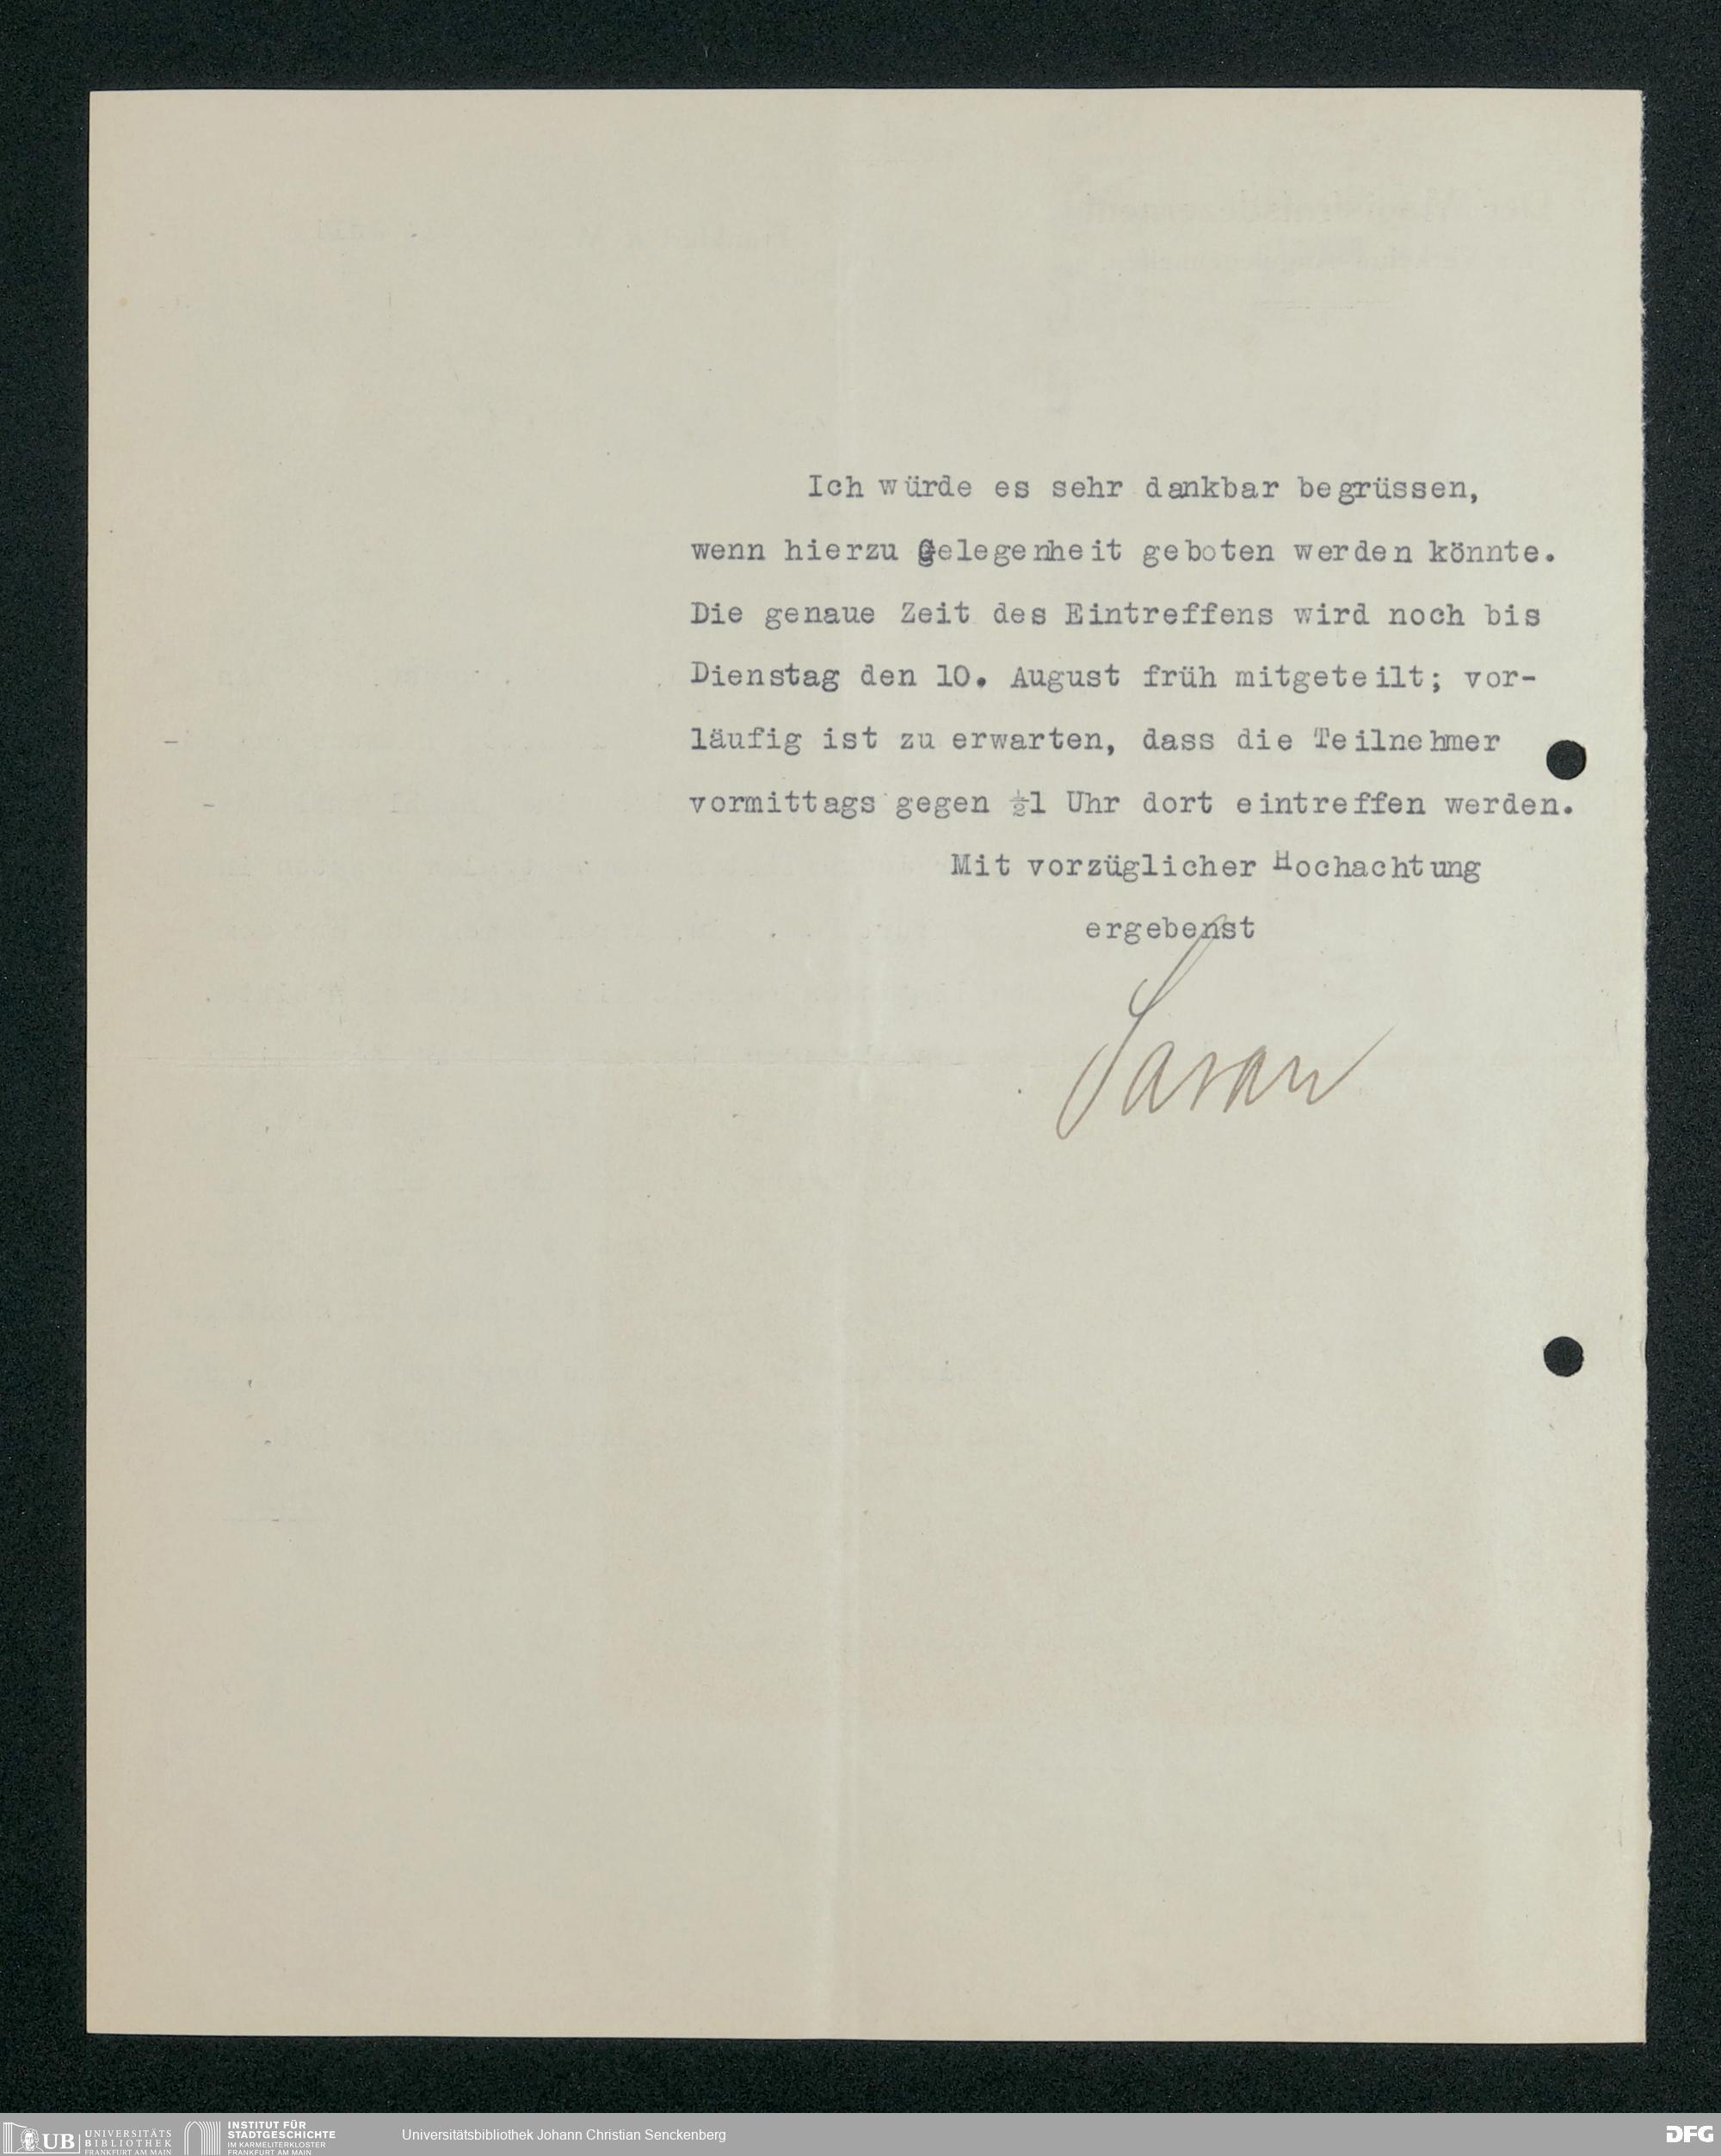 Ich würde es sehr dankbar begrüssen,
wenn hierzu Gelegenheit geboten werden könnte.
Die genaue Zeit des Eintreffens wird noch bis
Dienstag den 10. August früh mitgeteilt; vor-
läufig ist zu erwarten, dass die Teilnehmer
vormittags gegen ½1 Uhr dort eintreffen werden.
Mit vorzüglicher Hochachtung
ergebenst
Saran
UB UNIVERSITÄTS
BIBLIOTHEK
FRANKFURT AM MAIN
INSTITUT FÜR
STADTGESCHICHTE
IM KARMELITERKLOSTER
FRANKFURT AM MAIN
Universitätsbibliothek Johann Christian Senckenberg
DFG